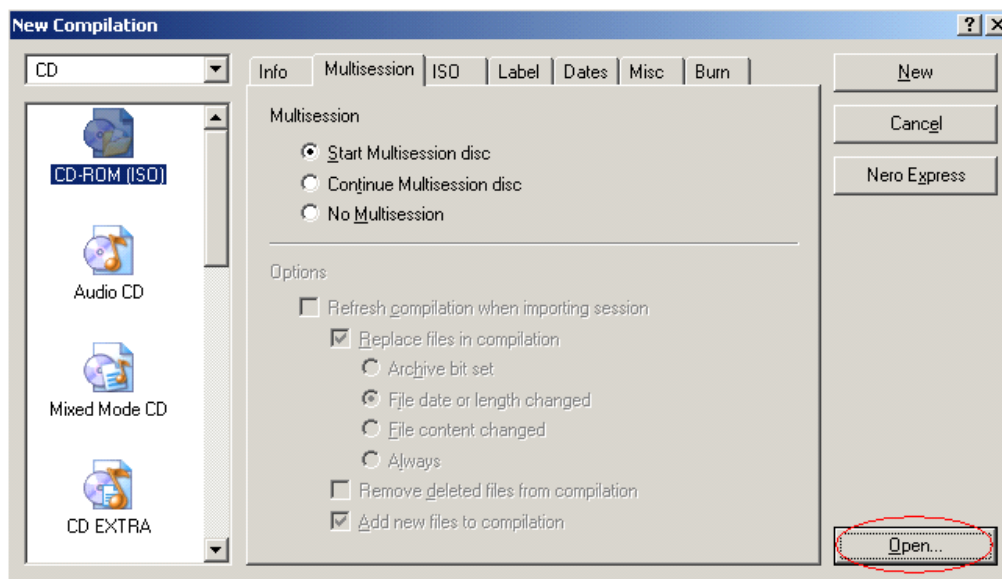 New Compilation
CD
CD-ROM (ISO)
Audio CD
Mixed Mode CD
CD EXTRA
Info Multisession ISO Label Dates Misc Burn
Multisession
Start Multisession disc
Continue Multisession disc
No Multisession
Options
Refresh compilation when importing session
Replace files in compilation
Archive bit set
File date or length changed
File content changed
Always
Remove deleted files from compilation
Add new files to compilation
New
Cancel
Nero Express
Open...